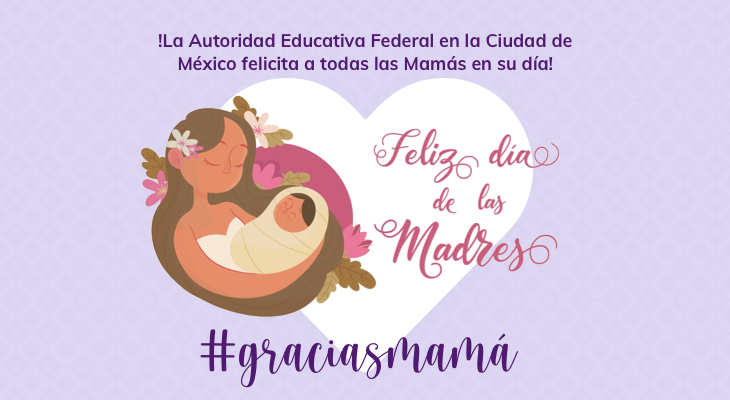 !La Autoridad Educativa Federal en la Ciudad de
México felicita a todas las Mamás en su día!
Feliz día
de las
Madres
#graciasmamá